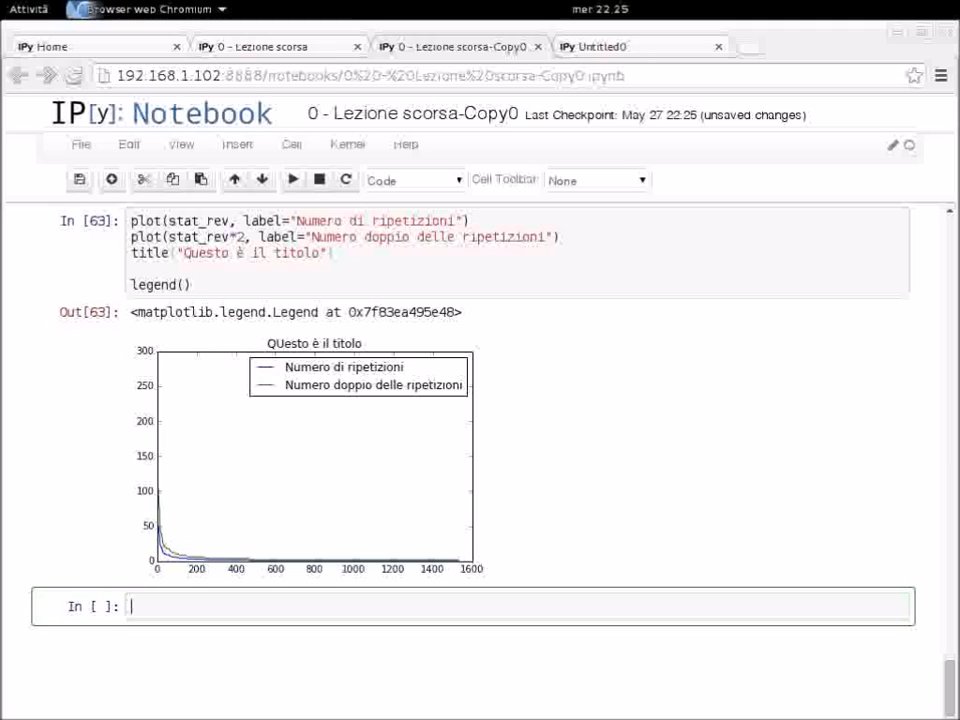 Attività Browser web Chromium mer 22.25
IPy Home × IPy 0 - Lezione scorsa × IPy 0 - Lezione scorsa-Copy0 × IPy Untitled0 ×
192.168.1.102:8888/notebooks/0%20-%20Lezione%20scorsa-Copy0.ipynb
IP[y]: Notebook 0 - Lezione scorsa-Copy0 Last Checkpoint: May 27 22:25 (unsaved changes)
File Edit View Insert Cell Kernel Help
Code Cell Toolbar: None
In [63]: plot(stat_rev, label="Numero di ripetizioni")
plot(stat_rev*2, label="Numero doppio delle ripetizioni")
title("Questo è il titolo")
legend()
Out[63]: <matplotlib.legend.Legend at 0x7f83ea495e48>
QUesto è il titolo
300
Numero di ripetizioni
250
Numero doppio delle ripetizioni
200
150
100
50
0
0 200 400 600 800 1000 1200 1400 1600
In [ ]: